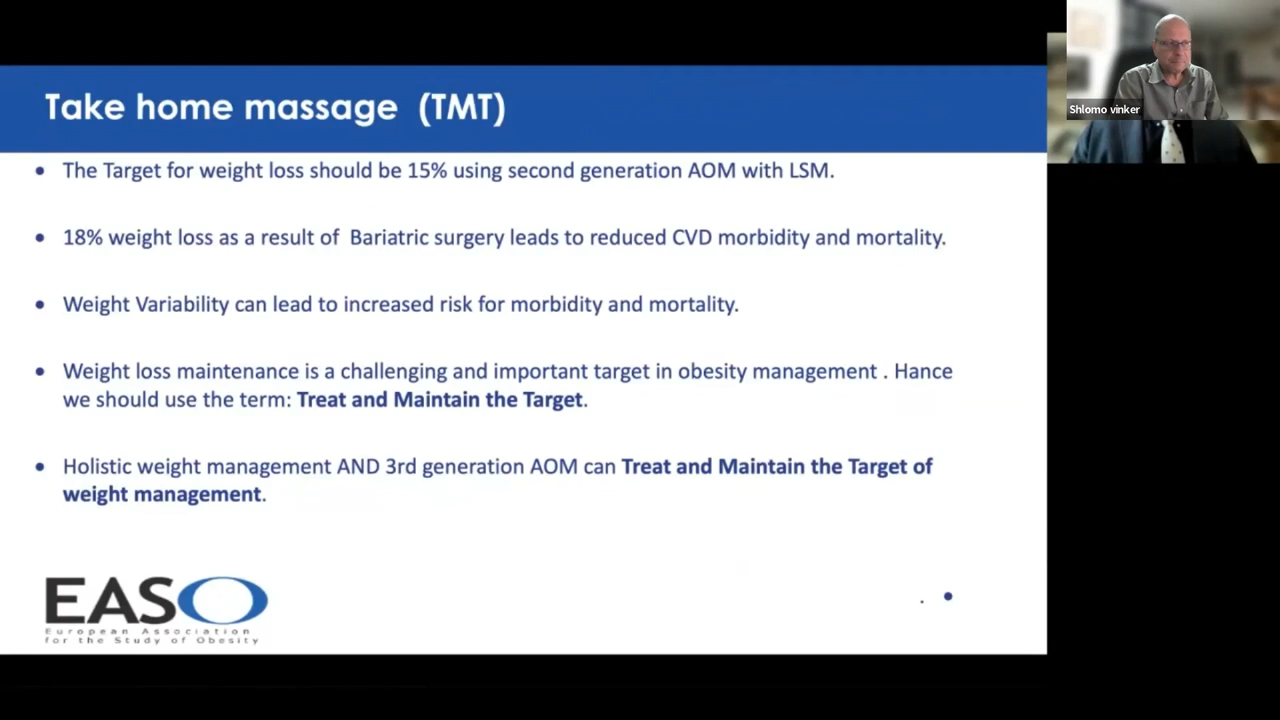 Take home massage (TMT)
• The Target for weight loss should be 15% using second generation AOM with LSM.
• 18% weight loss as a result of Bariatric surgery leads to reduced CVD morbidity and mortality.
• Weight Variability can lead to increased risk for morbidity and mortality.
• Weight loss maintenance is a challenging and important target in obesity management . Hance
we should use the term: Treat and Maintain the Target.
• Holistic weight management AND 3rd generation AOM can Treat and Maintain the Target of
weight management.
EASO
European Association
for the Study of Obesity
. •
Shlomo vinker